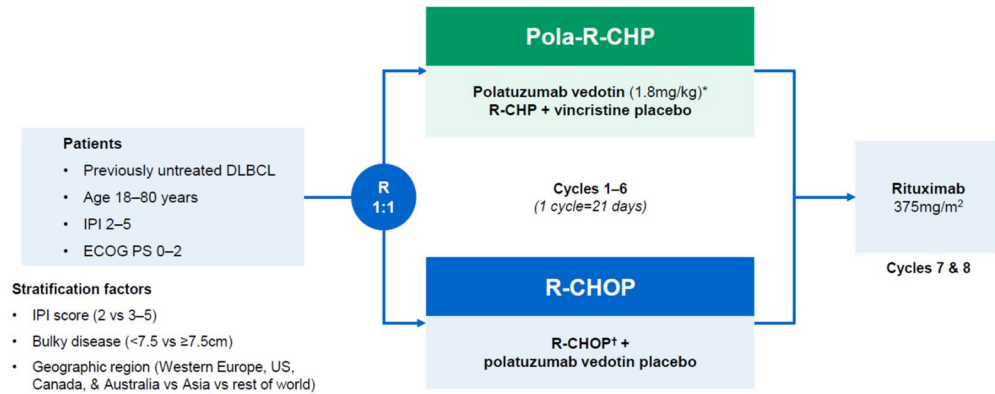 Pola-R-CHP
Polatuzumab vedotin (1.8mg/kg)*
R-CHP + vincristine placebo
Patients
• Previously untreated DLBCL
• Age 18–80 years
• IPI 2–5
• ECOG PS 0–2
R
1:1
Cycles 1–6
(1 cycle=21 days)
Rituximab
375mg/m²
Cycles 7 & 8
R-CHOP
R-CHOP† +
polatuzumab vedotin placebo
Stratification factors
• IPI score (2 vs 3–5)
• Bulky disease (<7.5 vs ≥7.5cm)
• Geographic region (Western Europe, US,
Canada, & Australia vs Asia vs rest of world)